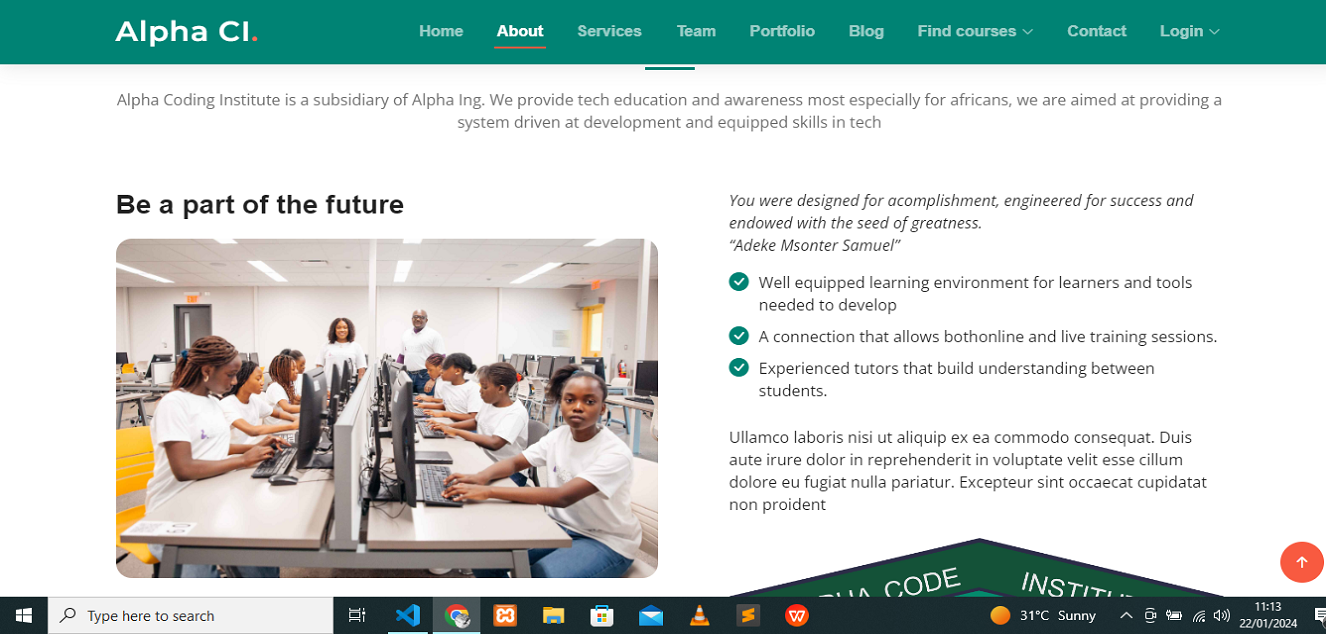 Alpha CI.
Home About Services Team Portfolio Blog Find courses Contact Login
Alpha Coding Institute is a subsidiary of Alpha Ing. We provide tech education and awareness most especially for africans, we are aimed at providing a
system driven at development and equipped skills in tech
Be a part of the future
You were designed for acomplishment, engineered for success and
endowed with the seed of greatness.
“Adeke Msonter Samuel”
Well equipped learning environment for learners and tools
needed to develop
A connection that allows bothonline and live training sessions.
Experienced tutors that build understanding between
students.
Ullamco laboris nisi ut aliquip ex ea commodo consequat. Duis
aute irure dolor in reprehenderit in voluptate velit esse cillum
dolore eu fugiat nulla pariatur. Excepteur sint occaecat cupidatat
non proident
CODE
Type here to search
31°C Sunny
11:13
22/01/2024